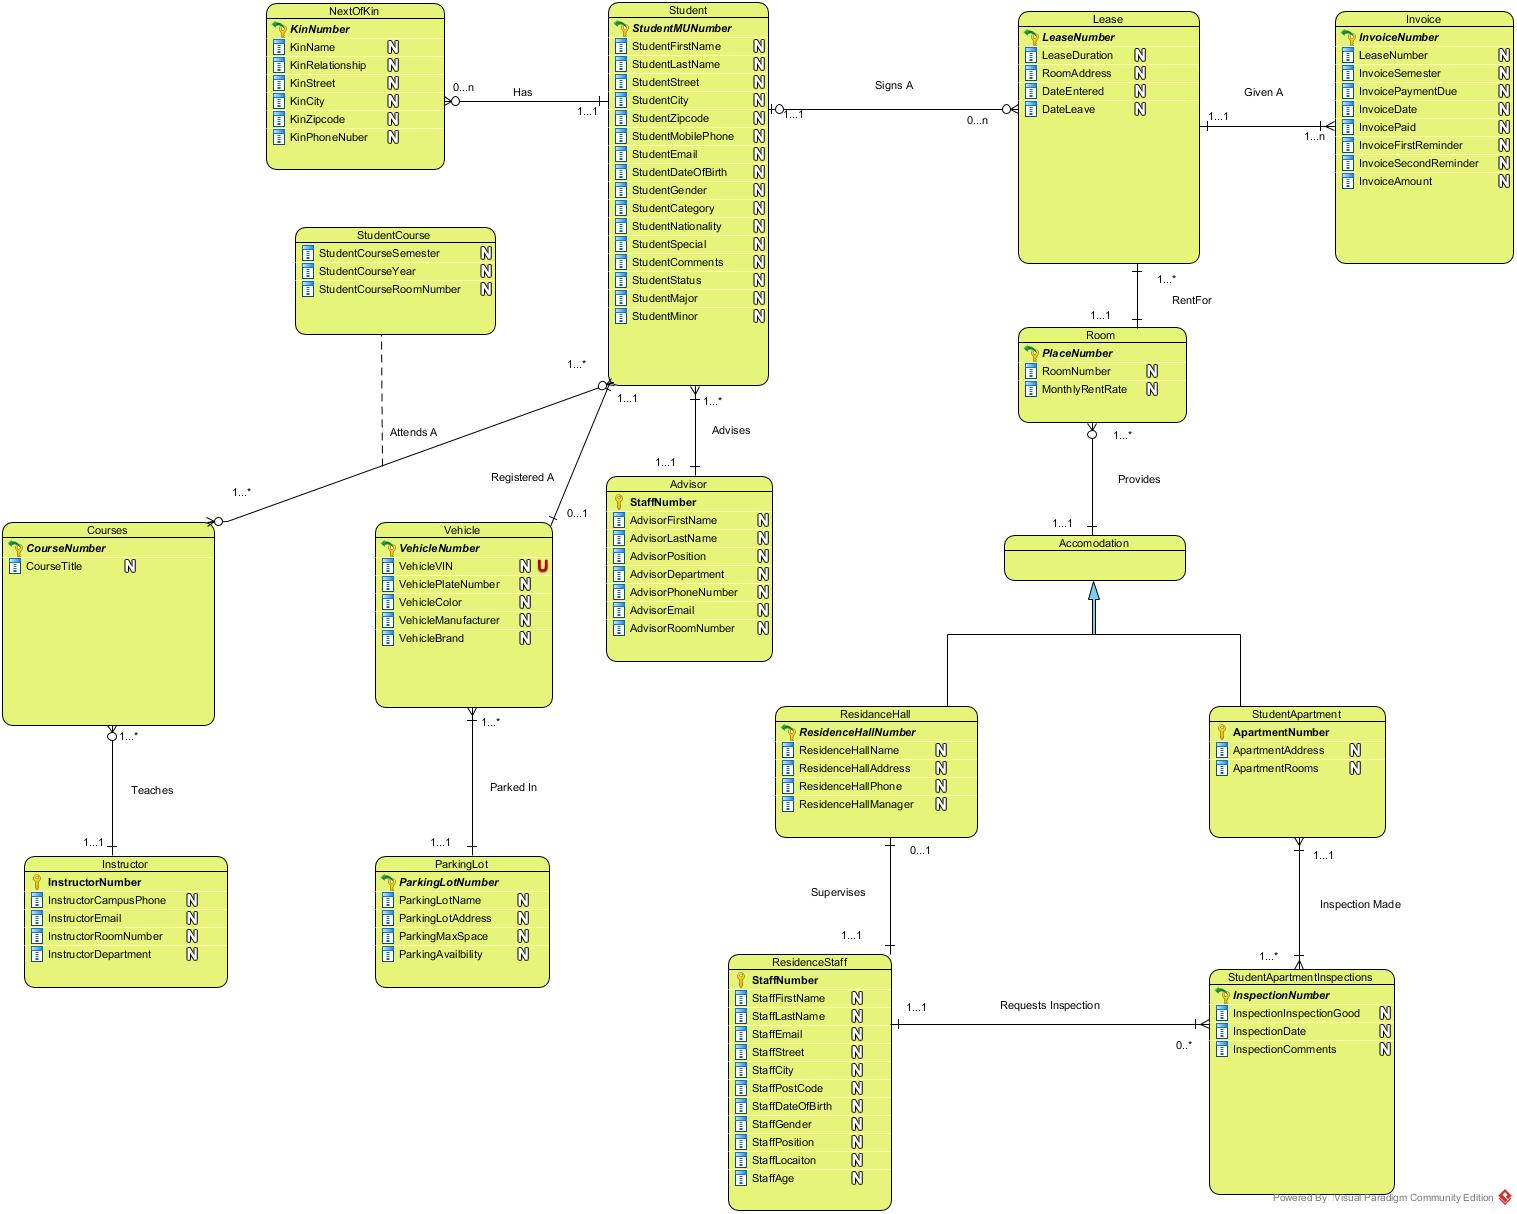 NextOfKin
KinNumber
KinName N
KinRelationship N
KinStreet N
KinCity N
KinZipcode N
KinPhoneNuber N
0...n
Has
1...1
Student
StudentMUNumber
StudentFirstName N
StudentLastName N
StudentStreet N
StudentCity N
StudentZipcode N
StudentMobilePhone N
StudentEmail N
StudentDateOfBirth N
StudentGender N
StudentCategory N
StudentNationality N
StudentSpecial N
StudentComments N
StudentStatus N
StudentMajor N
StudentMinor N
Signs A
1...1
0...n
Lease
LeaseNumber
LeaseDuration N
RoomAddress N
DateEntered N
DateLeave N
Given A
1...1
1...n
Invoice
InvoiceNumber
LeaseNumber N
InvoiceSemester N
InvoicePaymentDue N
InvoiceDate N
InvoicePaid N
InvoiceFirstReminder N
InvoiceSecondReminder N
InvoiceAmount N
StudentCourse
StudentCourseSemester N
StudentCourseYear N
StudentCourseRoomNumber N
1...*
RentFor
1...1
Room
PlaceNumber
RoomNumber N
MonthlyRentRate N
1...*
Attends A
1...*
1...1
Registered A
0...1
1...*
Advises
1...1
1...*
Provides
1...1
Courses
CourseNumber
CourseTitle N
Vehicle
VehicleNumber
VehicleVIN N U
VehiclePlateNumber N
VehicleColor N
VehicleManufacturer N
VehicleBrand N
Advisor
StaffNumber
AdvisorFirstName N
AdvisorLastName N
AdvisorPosition N
AdvisorDepartment N
AdvisorPhoneNumber N
AdvisorEmail N
AdvisorRoomNumber N
Accomodation
ResidanceHall
ResidenceHallNumber
ResidenceHallName N
ResidenceHallAddress N
ResidenceHallPhone N
ResidenceHallManager N
StudentApartment
ApartmentNumber
ApartmentAddress N
ApartmentRooms N
1...*
Teaches
1...1
1...*
Parked In
1...1
0...1
Supervises
1...1
1...1
Inspection Made
1...*
Instructor
InstructorNumber
InstructorCampusPhone N
InstructorEmail N
InstructorRoomNumber N
InstructorDepartment N
ParkingLot
ParkingLotNumber
ParkingLotName N
ParkingLotAddress N
ParkingMaxSpace N
ParkingAvailbility N
ResidenceStaff
StaffNumber
StaffFirstName N
StaffLastName N
StaffEmail N
StaffStreet N
StaffCity N
StaffPostCode N
StaffDateOfBirth N
StaffGender N
StaffPosition N
StaffLocaiton N
StaffAge N
1...1
Requests Inspection
0..*
StudentApartmentInspections
InspectionNumber
InspectionInspectionGood N
InspectionDate N
InspectionComments N
Powered By Visual Paradigm Community Edition